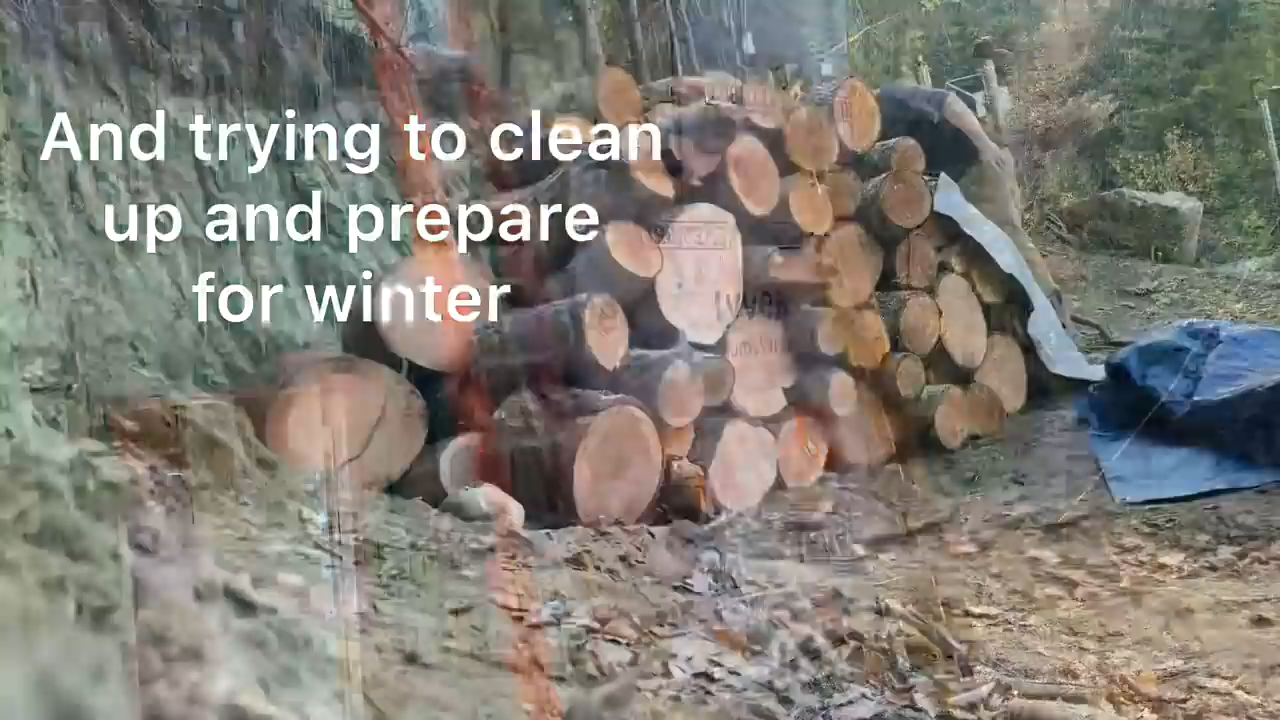 And trying to clean
up and prepare
for winter